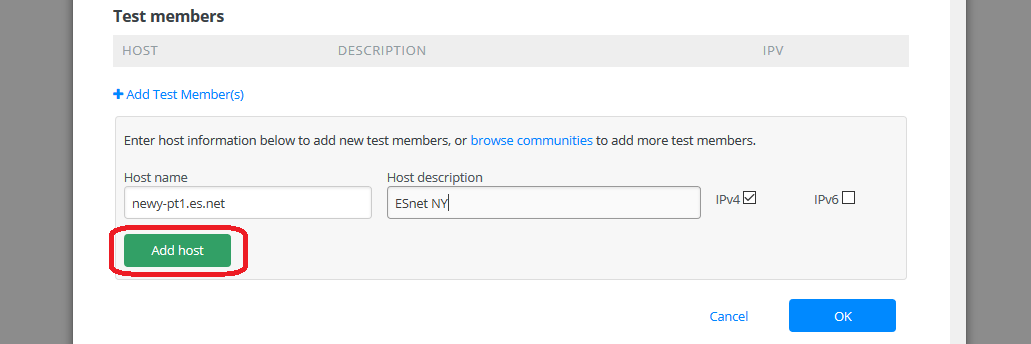 Test members
HOST DESCRIPTION IPV
+ Add Test Member(s)
Enter host information below to add new test members, or browse communities to add more test members.
Host name Host description
newy-pt1.es.net ESnet NY IPv4 IPv6
Add host
Cancel OK